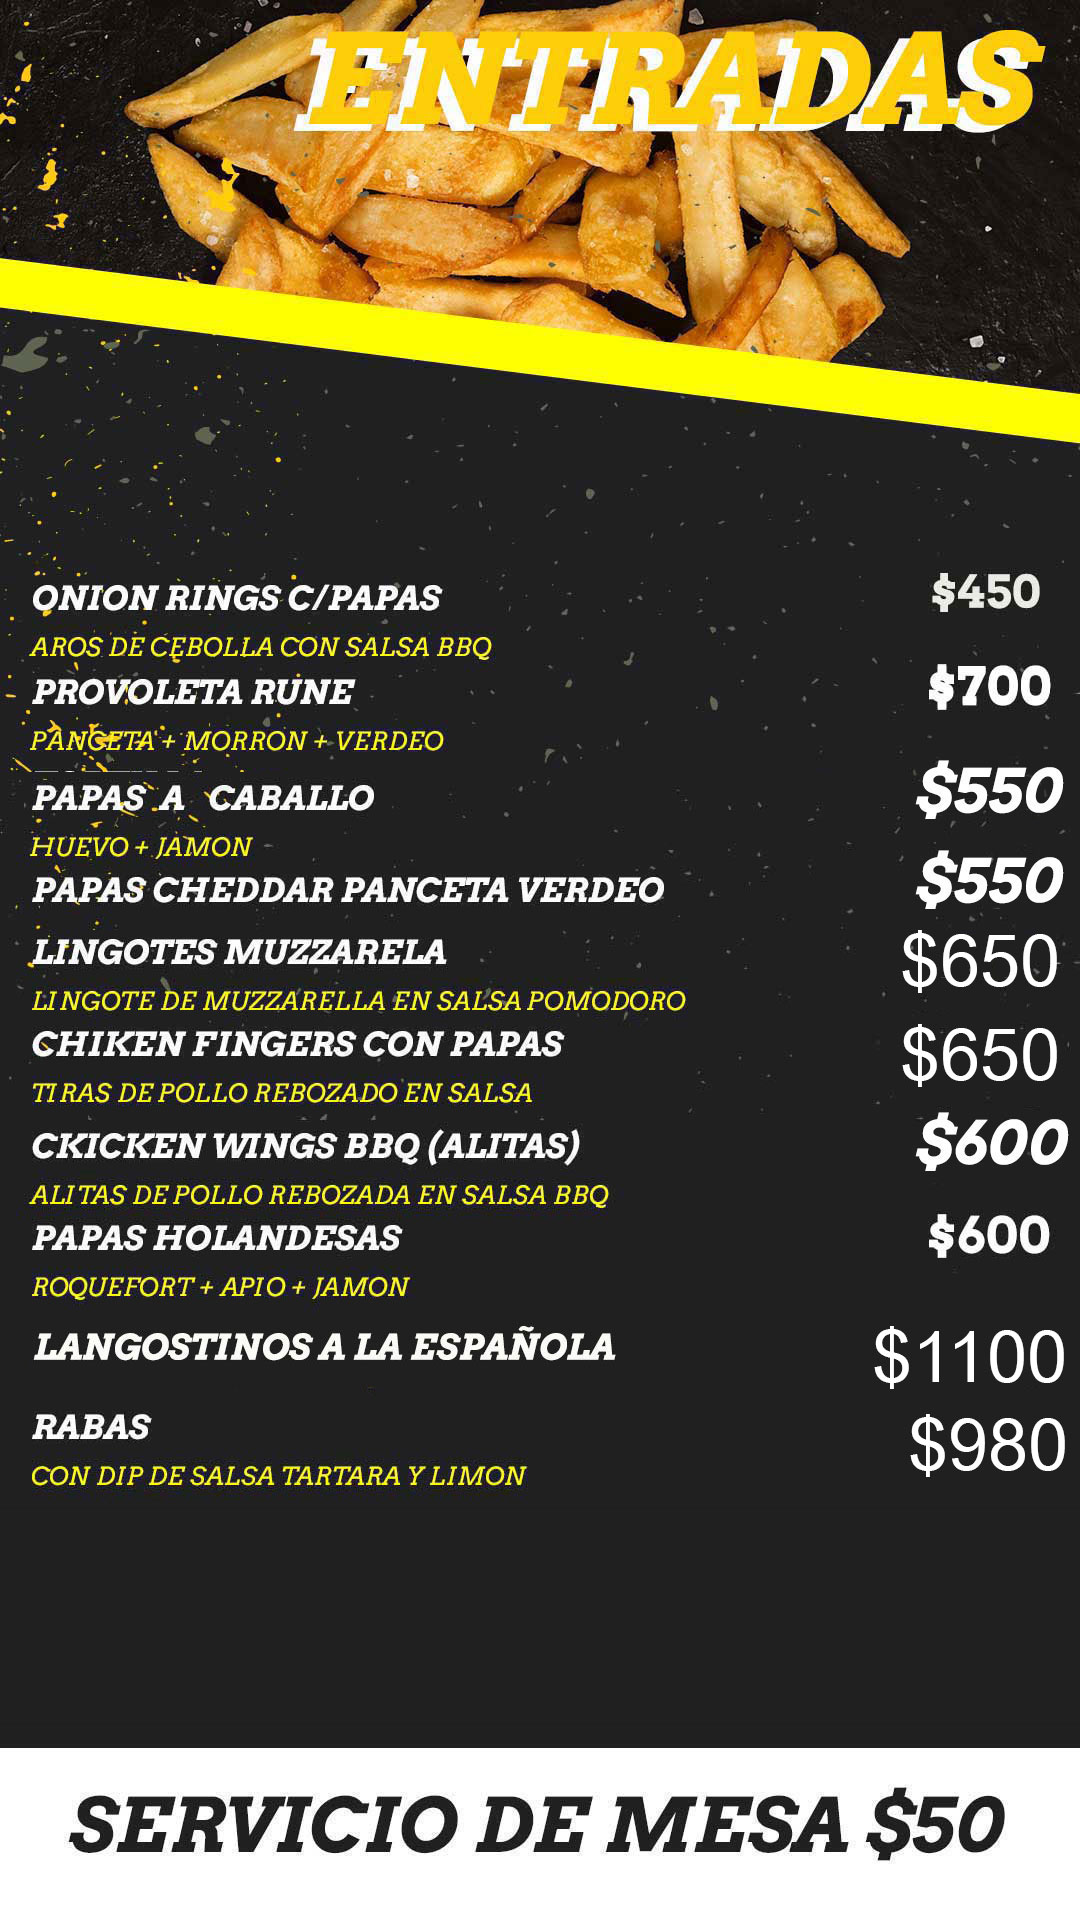 ENTRADAS
ONION RINGS C/PAPAS $450
AROS DE CEBOLLA CON SALSA BBQ
PROVOLETA RUNE $700
PANCETA + MORRON + VERDEO
PAPAS A CABALLO $550
HUEVO + JAMON
PAPAS CHEDDAR PANCETA VERDEO $550
LINGOTES MUZZARELA $650
LINGOTE DE MUZZARELLA EN SALSA POMODORO
CHIKEN FINGERS CON PAPAS $650
TIRAS DE POLLO REBOZADO EN SALSA
CKICKEN WINGS BBQ (ALITAS) $600
ALITAS DE POLLO REBOZADA EN SALSA BBQ
PAPAS HOLANDESAS $600
ROQUEFORT + APIO + JAMON
LANGOSTINOS A LA ESPAÑOLA $1100
RABAS $980
CON DIP DE SALSA TARTARA Y LIMON
SERVICIO DE MESA $50